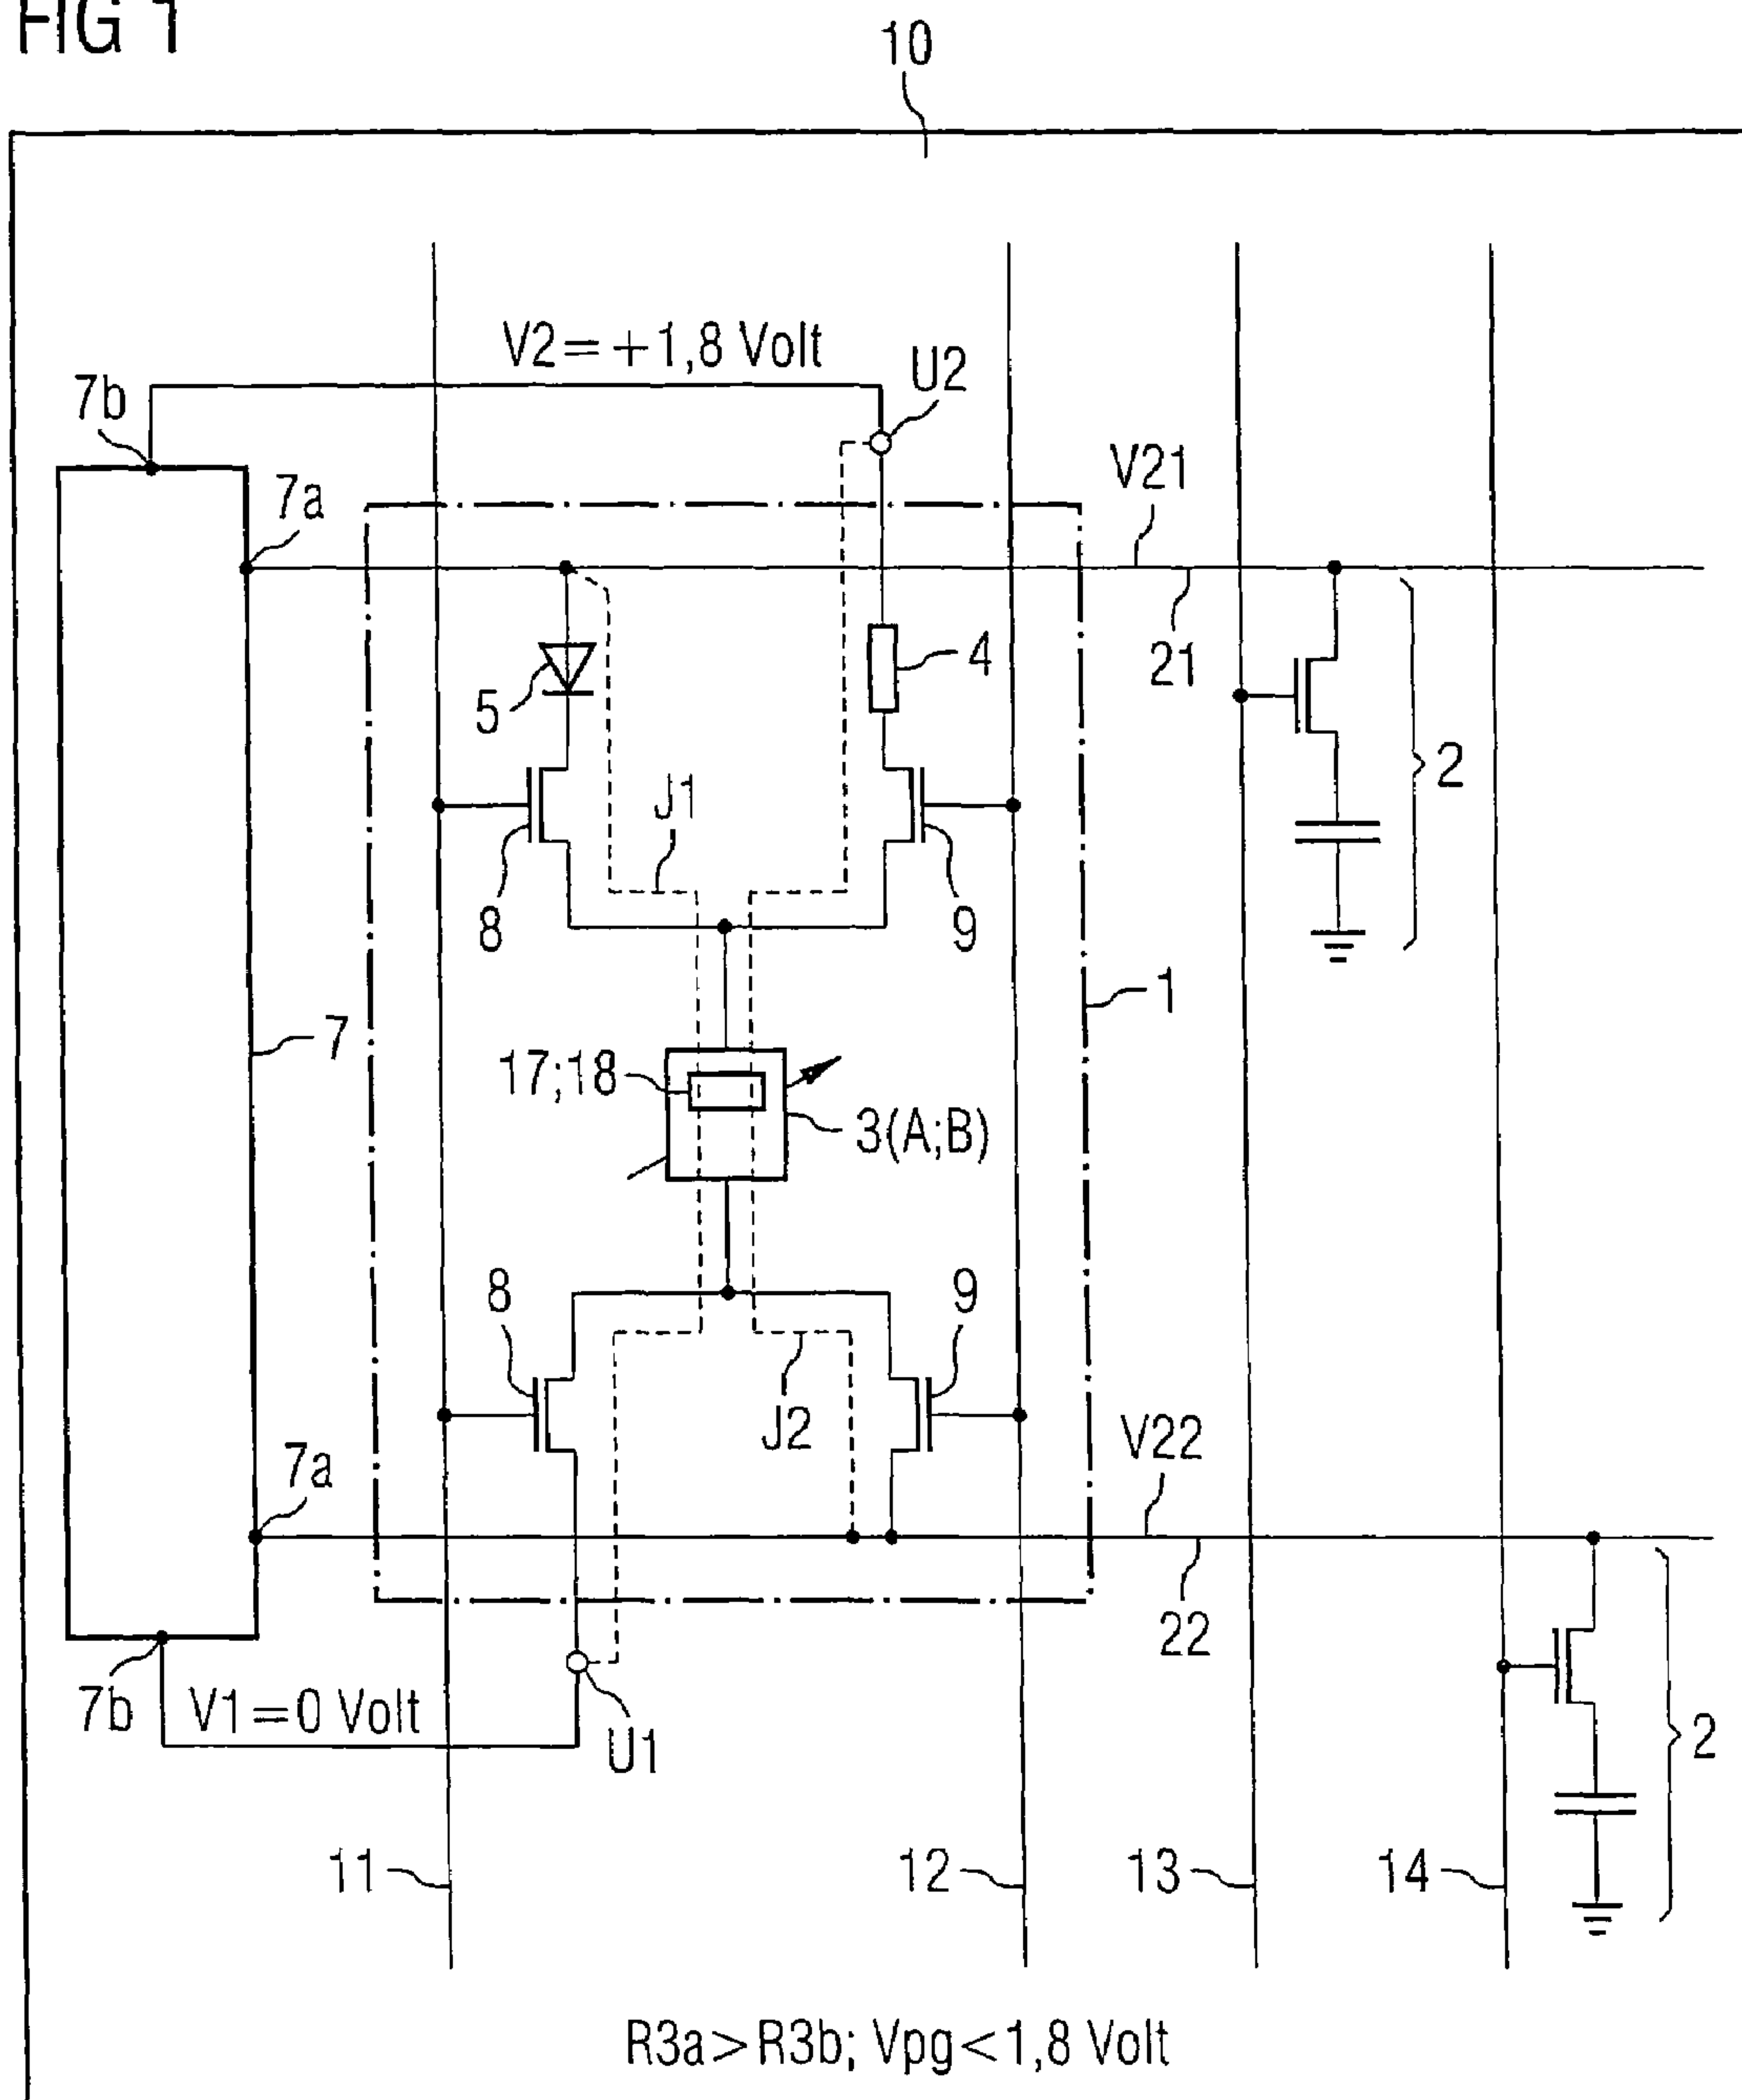 FIG 1
10
V2=+1,8 Volt
U2
7b
V21
7a
4
21
5
2
J1
8
9
1
7
17;18
3(A;B)
8
9
J2
V22
7a
22
7b
V1=0 Volt
U1
2
11
12
13
14
R3a>R3b; Vpg<1,8 Volt